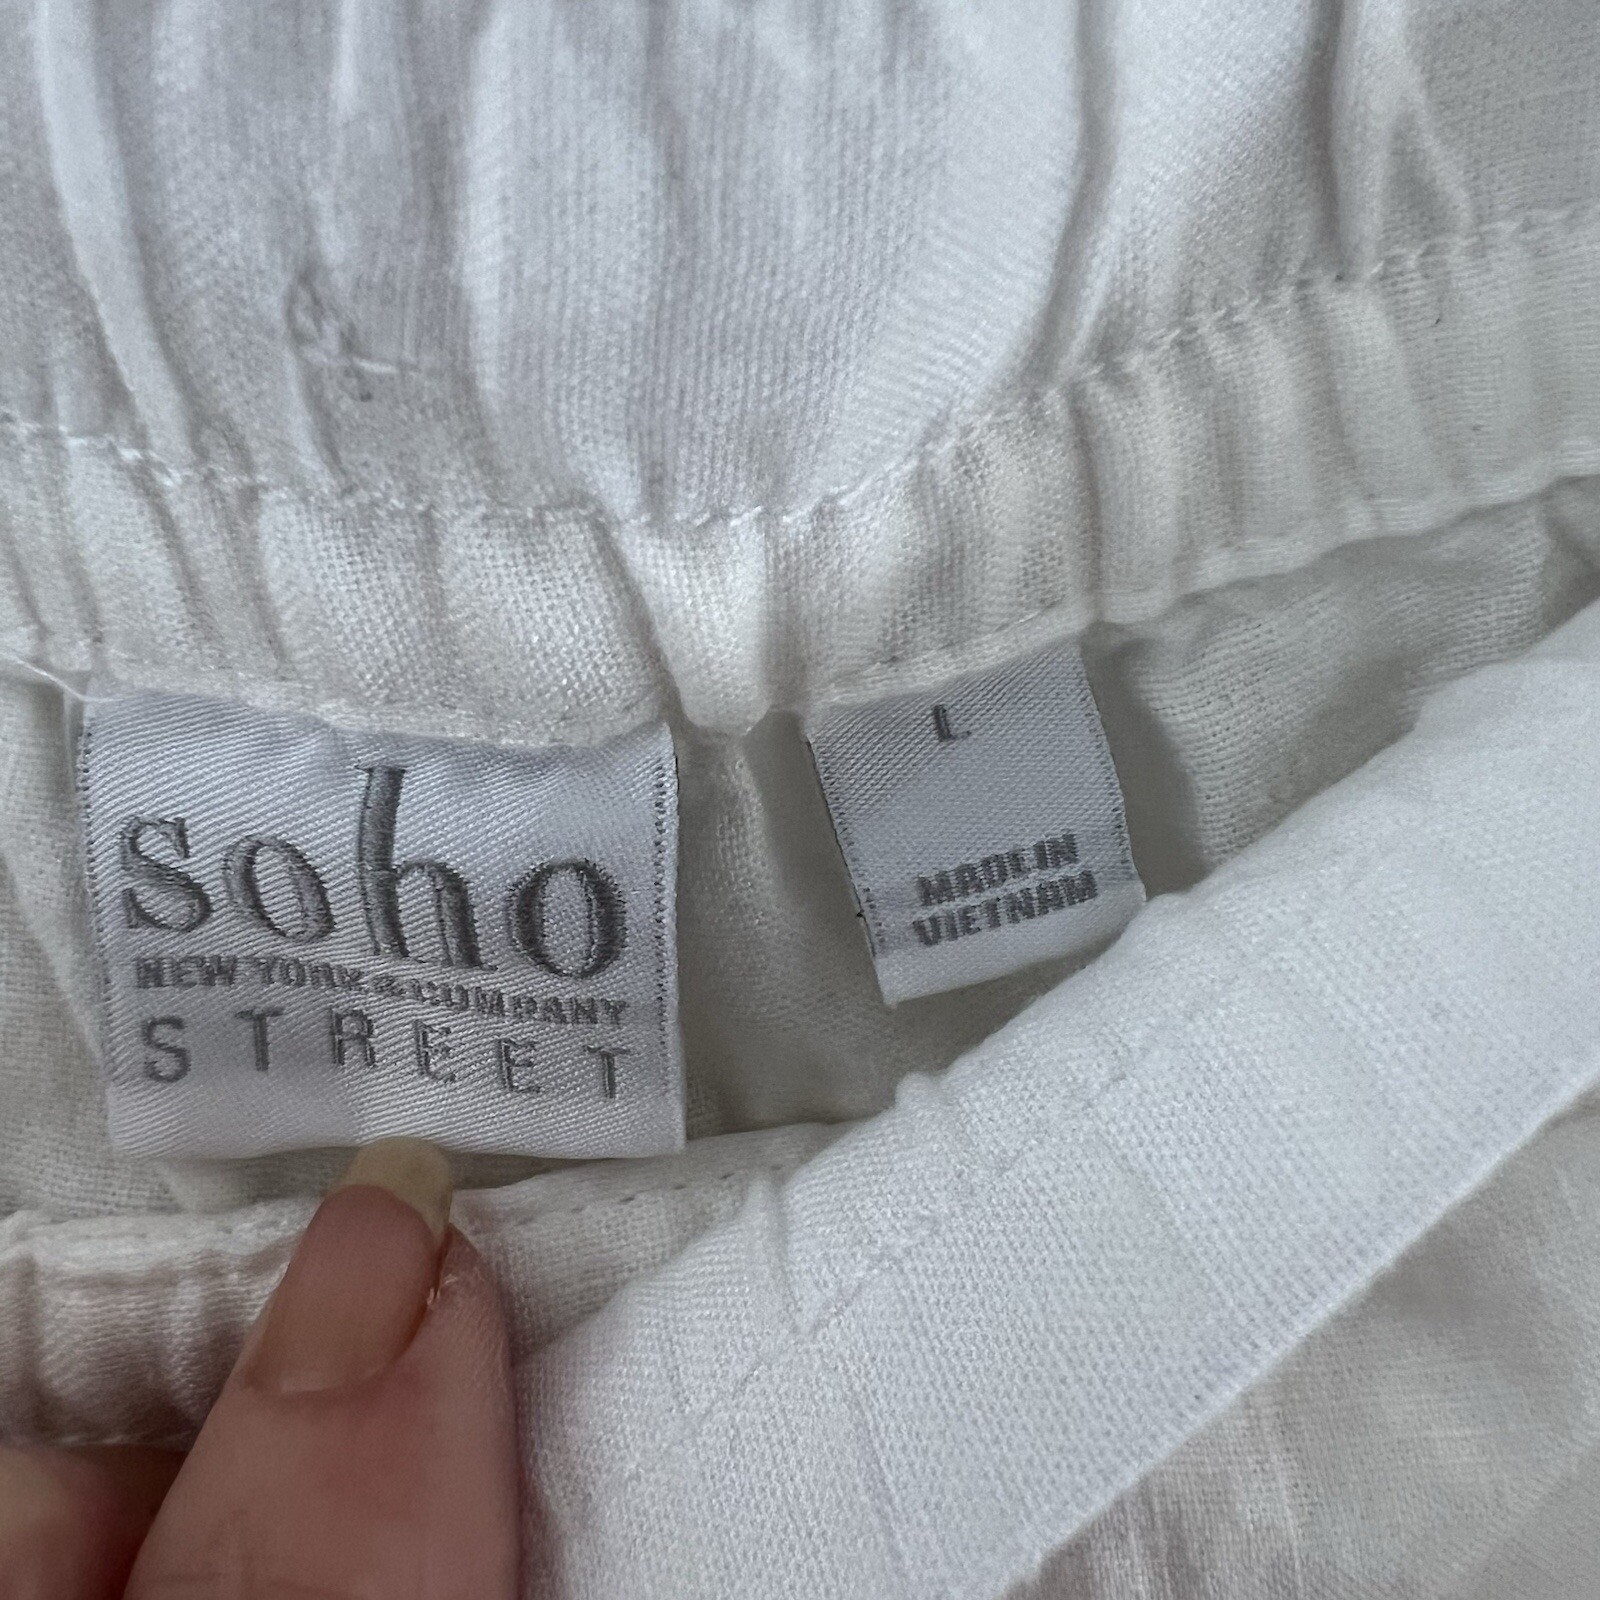 soho
NEW YORK & COMPANY
STREET
L
MADE IN
VIETNAM